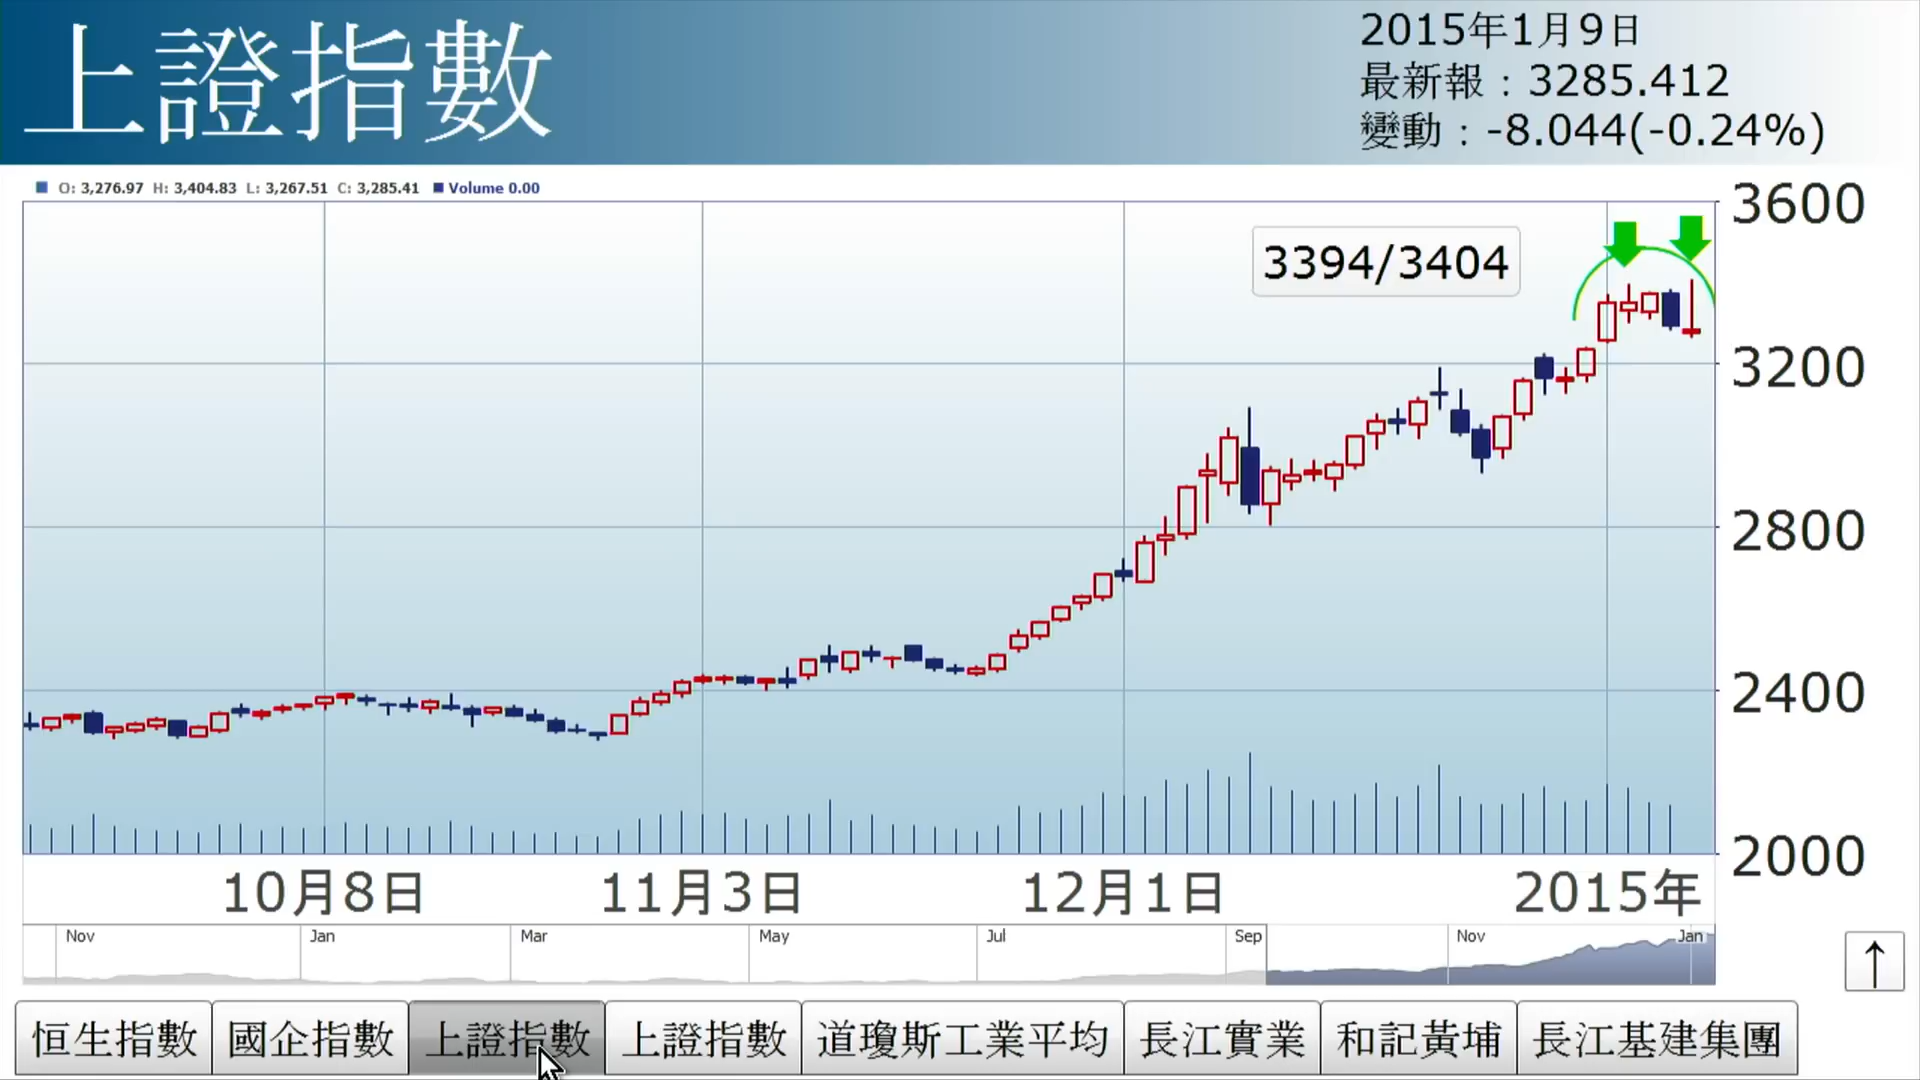 上證指數
2015年1月9日
最新報：3285.412
變動：-8.044(-0.24%)
O: 3,276.97 H: 3,404.83 L: 3,267.51 C: 3,285.41 Volume 0.00
3394/3404
3600
3200
2800
2400
2000
10月8日 11月3日 12月1日 2015年
Nov Jan Mar May Jul Sep Nov Jan
↑
恒生指數 國企指數 上證指數 上證指數 道瓊斯工業平均 長江實業 和記黃埔 長江基建集團